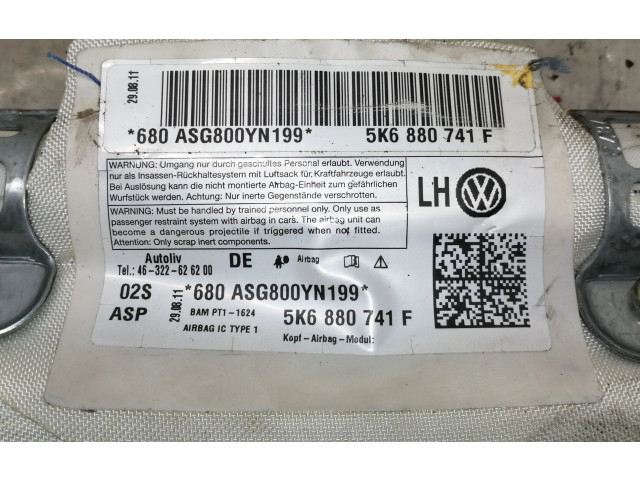 29.08.11
*680 ASG800YN199* 5K6 880 741 F
WARNUNG: Umgang nur durch geschultes Personal erlaubt. Verwendung
nur als Insassen-Rückhaltesystem mit Luftsack für Kraftfahrzeuge erlaubt.
Bei Auslösung kann die nicht montierte Airbag-Einheit zum gefährlichen
Wurfstück werden. Achtung: Nur inerte Gegenstände verschrotten.
WARNING: Must be handled by trained personnel only. Only use as
passenger restraint system with airbag in cars. The airbag unit can
become a dangerous projectile if triggered when not fitted.
Attention: Only scrap inert components.
LH
Autoliv DE Airbag
Tel.: 46-322-62 62 00
02S 29.08.11 *680 ASG800YN199*
ASP BAM PT1-1624 5K6 880 741 F
AIRBAG IC TYPE 1 Kopf-Airbag-Modul: